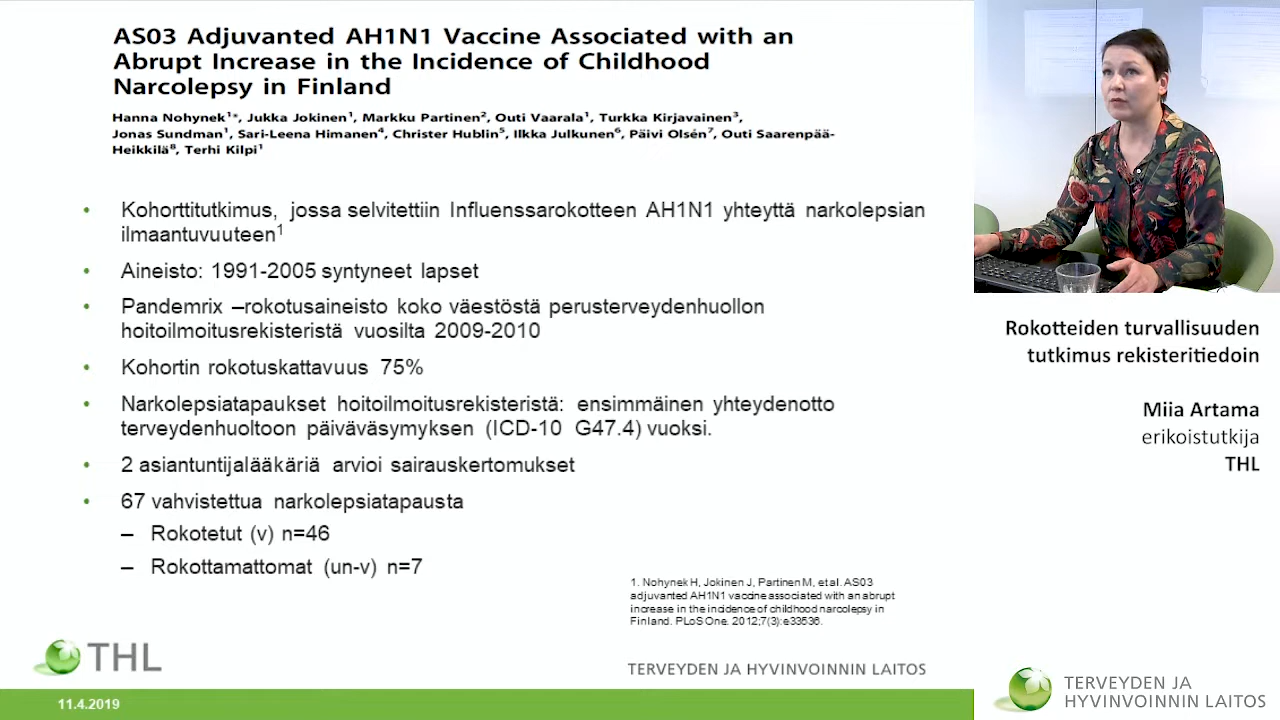 AS03 Adjuvanted AH1N1 Vaccine Associated with an
Abrupt Increase in the Incidence of Childhood
Narcolepsy in Finland
Hanna Nohynek¹*, Jukka Jokinen¹, Markku Partinen², Outi Vaarala¹, Turkka Kirjavainen³,
Jonas Sundman¹, Sari-Leena Himanen⁴, Christer Hublin⁵, Ilkka Julkunen⁶, Päivi Olsén⁷, Outi Saarenpää-
Heikkilä⁸, Terhi Kilpi¹
• Kohorttitutkimus, jossa selvitettiin Influenssarokotteen AH1N1 yhteyttä narkolepsian
ilmaantuvuuteen¹
• Aineisto: 1991-2005 syntyneet lapset
• Pandemrix –rokotusaineisto koko väestöstä perusterveydenhuollon
hoitoilmoitusrekisteristä vuosilta 2009-2010
• Kohortin rokotuskattavuus 75%
• Narkolepsiatapaukset hoitoilmoitusrekisteristä: ensimmäinen yhteydenotto
terveydenhuoltoon päiväväsymyksen (ICD-10 G47.4) vuoksi.
• 2 asiantuntijalääkäriä arvioi sairauskertomukset
• 67 vahvistettua narkolepsiatapausta
– Rokotetut (v) n=46
– Rokottamattomat (un-v) n=7
1. Nohynek H, Jokinen J, Partinen M, et al. AS03
adjuvanted AH1N1 vaccine associated with an abrupt
increase in the incidence of childhood narcolepsy in
Finland. PLoS One. 2012;7(3):e33536.
THL
TERVEYDEN JA HYVINVOINNIN LAITOS
11.4.2019
Rokotteiden turvallisuuden
tutkimus rekisteritiedoin
Miia Artama
erikoistutkija
THL
TERVEYDEN JA
HYVINVOINNIN LAITOS